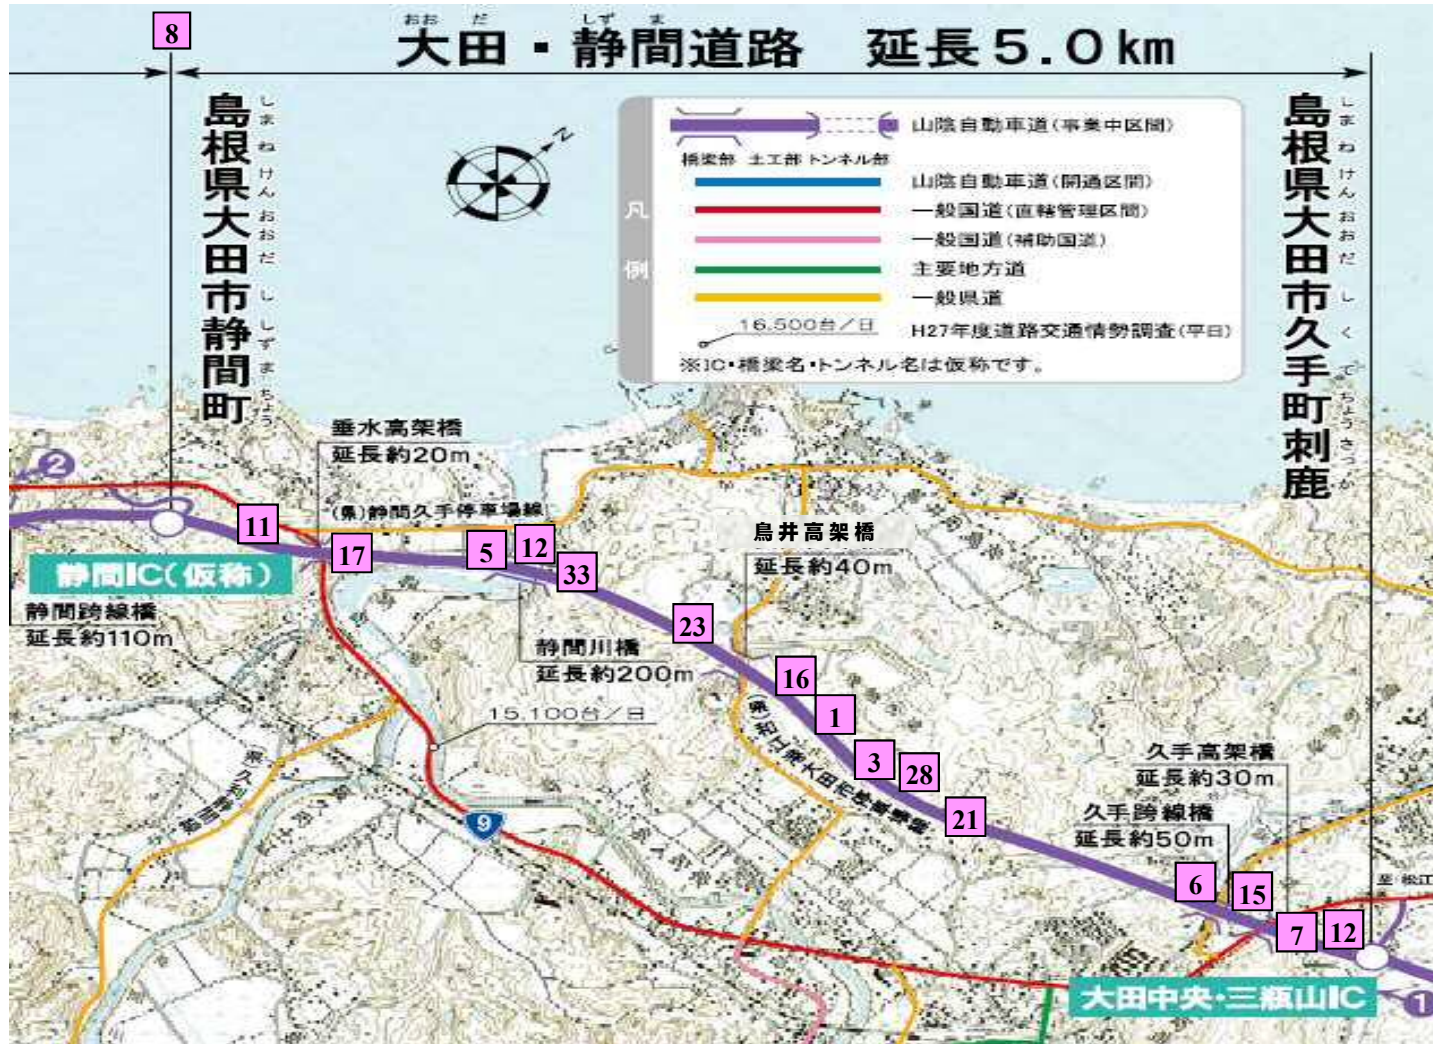 8
おお だ しず ま
大田・静間道路 延長5.0km
島根県大田市静間町
しまねけんおおだ し しずまちょう
島根県大田市久手町刺鹿
しまねけんおおだ し くてちょうさつか
N
凡例
山陰自動車道(事業中区間)
橋梁部 土工部 トンネル部
山陰自動車道(開通区間)
一般国道(直轄管理区間)
一般国道(補助国道)
主要地方道
一般県道
16,500台/日 H27年度道路交通情勢調査(平日)
※IC・橋梁名・トンネル名は仮称です。
垂水高架橋
延長約20m
2
(県)静間久手停車場線
11
17
5
12
33
鳥井高架橋
延長約40m
静間IC(仮称)
静間跨線橋
延長約110m
23
静間川橋
延長約200m
16
1
15,100台/日
3
28
21
久手高架橋
延長約30m
久手跨線橋
延長約50m
9
6
15
至 松江
7
12
大田中央・三瓶山IC
1